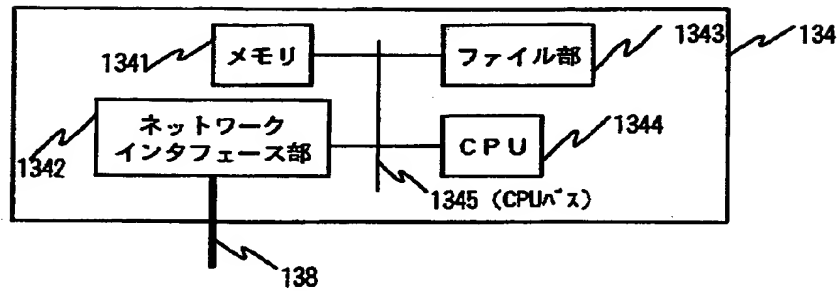 1341
メモリ
ファイル部
1343
134
1342
ネットワーク
インタフェース部
CPU
1344
1345 (CPUバス)
138